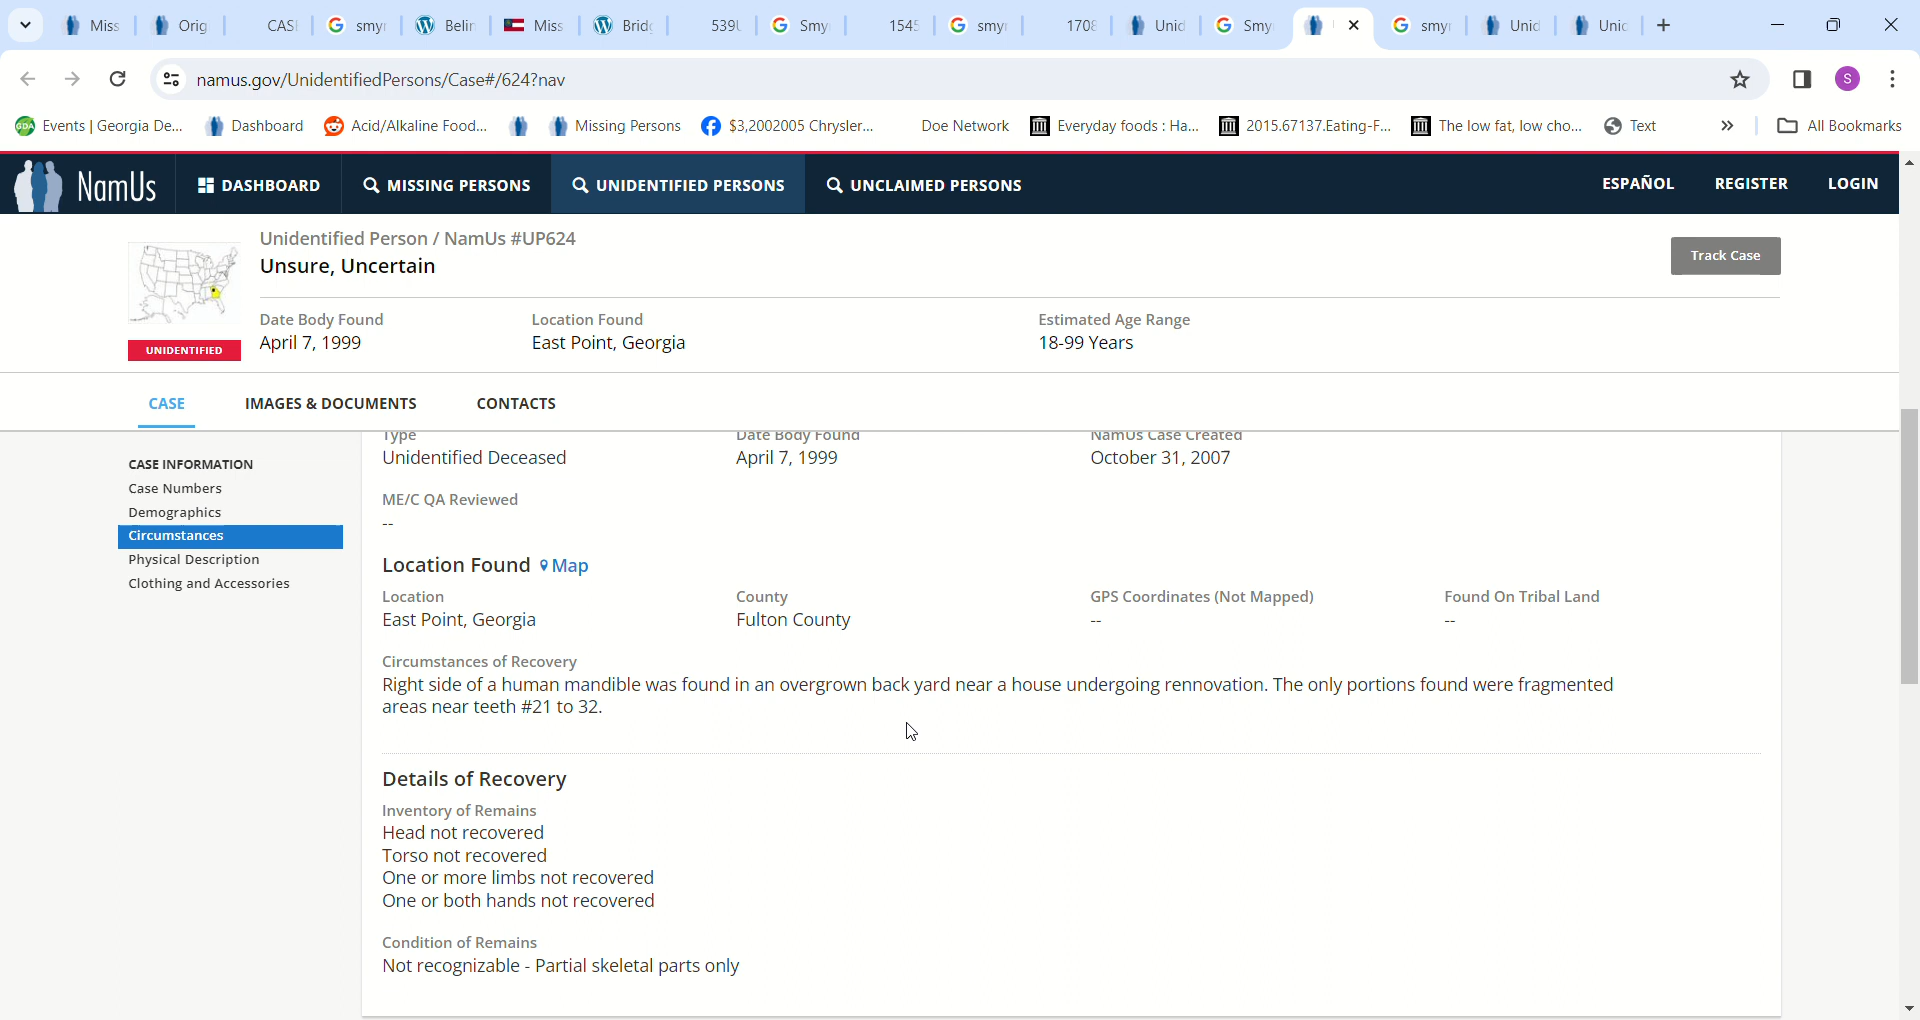 Miss
Orig
CAS
smyr
Belin
Miss
Bridg
539U
Smy
1545
smy
1708
Unid
Smy
smyr
Unid
Unid
namus.gov/UnidentifiedPersons/Case#/624?nav
S
GDA Events | Georgia De...
Dashboard
Acid/Alkaline Food...
Missing Persons
$3,2002005 Chrysler...
Doe Network
Everyday foods : Ha...
2015.67137.Eating-F...
The low fat, low cho...
Text
All Bookmarks
NamUs
DASHBOARD
MISSING PERSONS
UNIDENTIFIED PERSONS
UNCLAIMED PERSONS
ESPAÑOL
REGISTER
LOGIN
Unidentified Person / NamUs #UP624
Unsure, Uncertain
Track Case
Date Body Found
Location Found
Estimated Age Range
April 7, 1999
East Point, Georgia
18-99 Years
UNIDENTIFIED
CASE
IMAGES & DOCUMENTS
CONTACTS
CASE INFORMATION
Case Numbers
Demographics
Circumstances
Physical Description
Clothing and Accessories
Type
Date Body Found
NamUs Case Created
Unidentified Deceased
April 7, 1999
October 31, 2007
ME/C QA Reviewed
--
Location Found Map
Location
County
GPS Coordinates (Not Mapped)
Found On Tribal Land
East Point, Georgia
Fulton County
--
--
Circumstances of Recovery
Right side of a human mandible was found in an overgrown back yard near a house undergoing rennovation. The only portions found were fragmented
areas near teeth #21 to 32.
Details of Recovery
Inventory of Remains
Head not recovered
Torso not recovered
One or more limbs not recovered
One or both hands not recovered
Condition of Remains
Not recognizable - Partial skeletal parts only